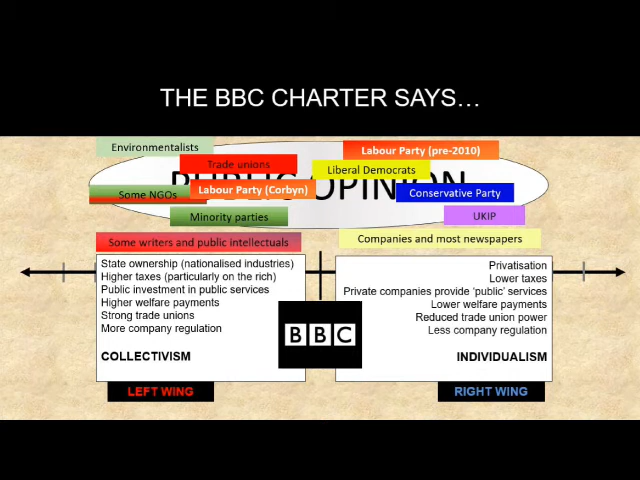 THE BBC CHARTER SAYS…
Environmentalists
Labour Party (pre-2010)
Trade unions
Liberal Democrats
PUBLIC OPINION
Some NGOs
Labour Party (Corbyn)
Conservative Party
Minority parties
UKIP
Some writers and public intellectuals
Companies and most newspapers
State ownership (nationalised industries)
Higher taxes (particularly on the rich)
Public investment in public services
Higher welfare payments
Strong trade unions
More company regulation
COLLECTIVISM
BBC
Privatisation
Lower taxes
Private companies provide ‘public’ services
Lower welfare payments
Reduced trade union power
Less company regulation
INDIVIDUALISM
LEFT WING
RIGHT WING